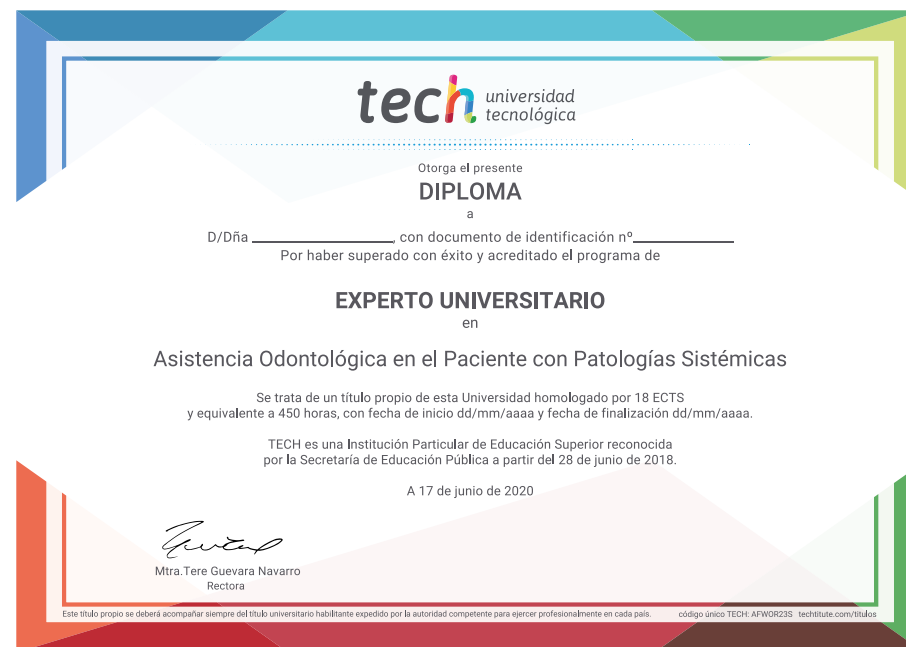 tech universidad
tecnológica
Otorga el presente
DIPLOMA
a
D/Dña ____________________, con documento de identificación nº______________
Por haber superado con éxito y acreditado el programa de
EXPERTO UNIVERSITARIO
en
Asistencia Odontológica en el Paciente con Patologías Sistémicas
Se trata de un título propio de esta Universidad homologado por 18 ECTS
y equivalente a 450 horas, con fecha de inicio dd/mm/aaaa y fecha de finalización dd/mm/aaaa.
TECH es una Institución Particular de Educación Superior reconocida
por la Secretaría de Educación Pública a partir del 28 de junio de 2018.
A 17 de junio de 2020
Mtra.Tere Guevara Navarro
Rectora
Este título propio se deberá acompañar siempre del título universitario habilitante expedido por la autoridad competente para ejercer profesionalmente en cada país. código único TECH: AFWOR23S techtitute.com/titulos